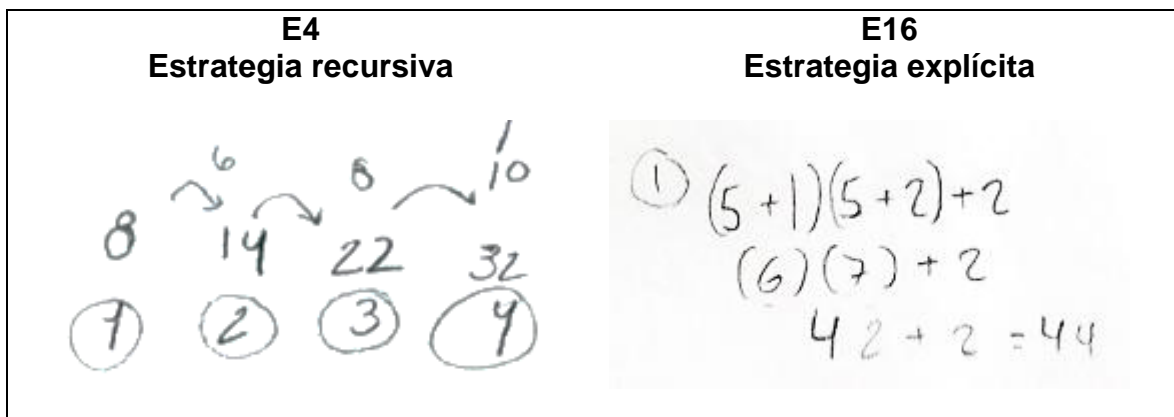 E4
Estrategia recursiva
6 8 10
8 14 22 32
1 2 3 4
E16
Estrategia explícita
1 (5+1)(5+2)+2
(6)(7)+2
42+2=44